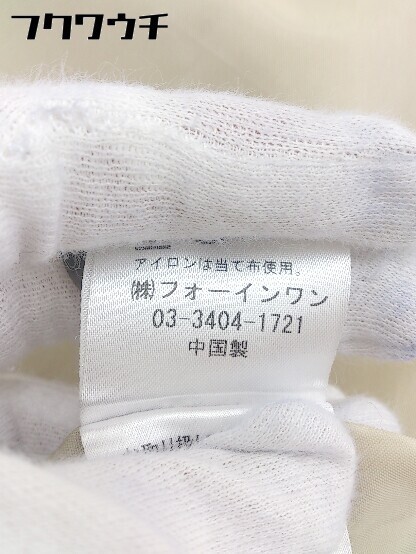 フクワウチ
アイロンは当て布使用。
㈱フォーインワン
03-3404-1721
中国製